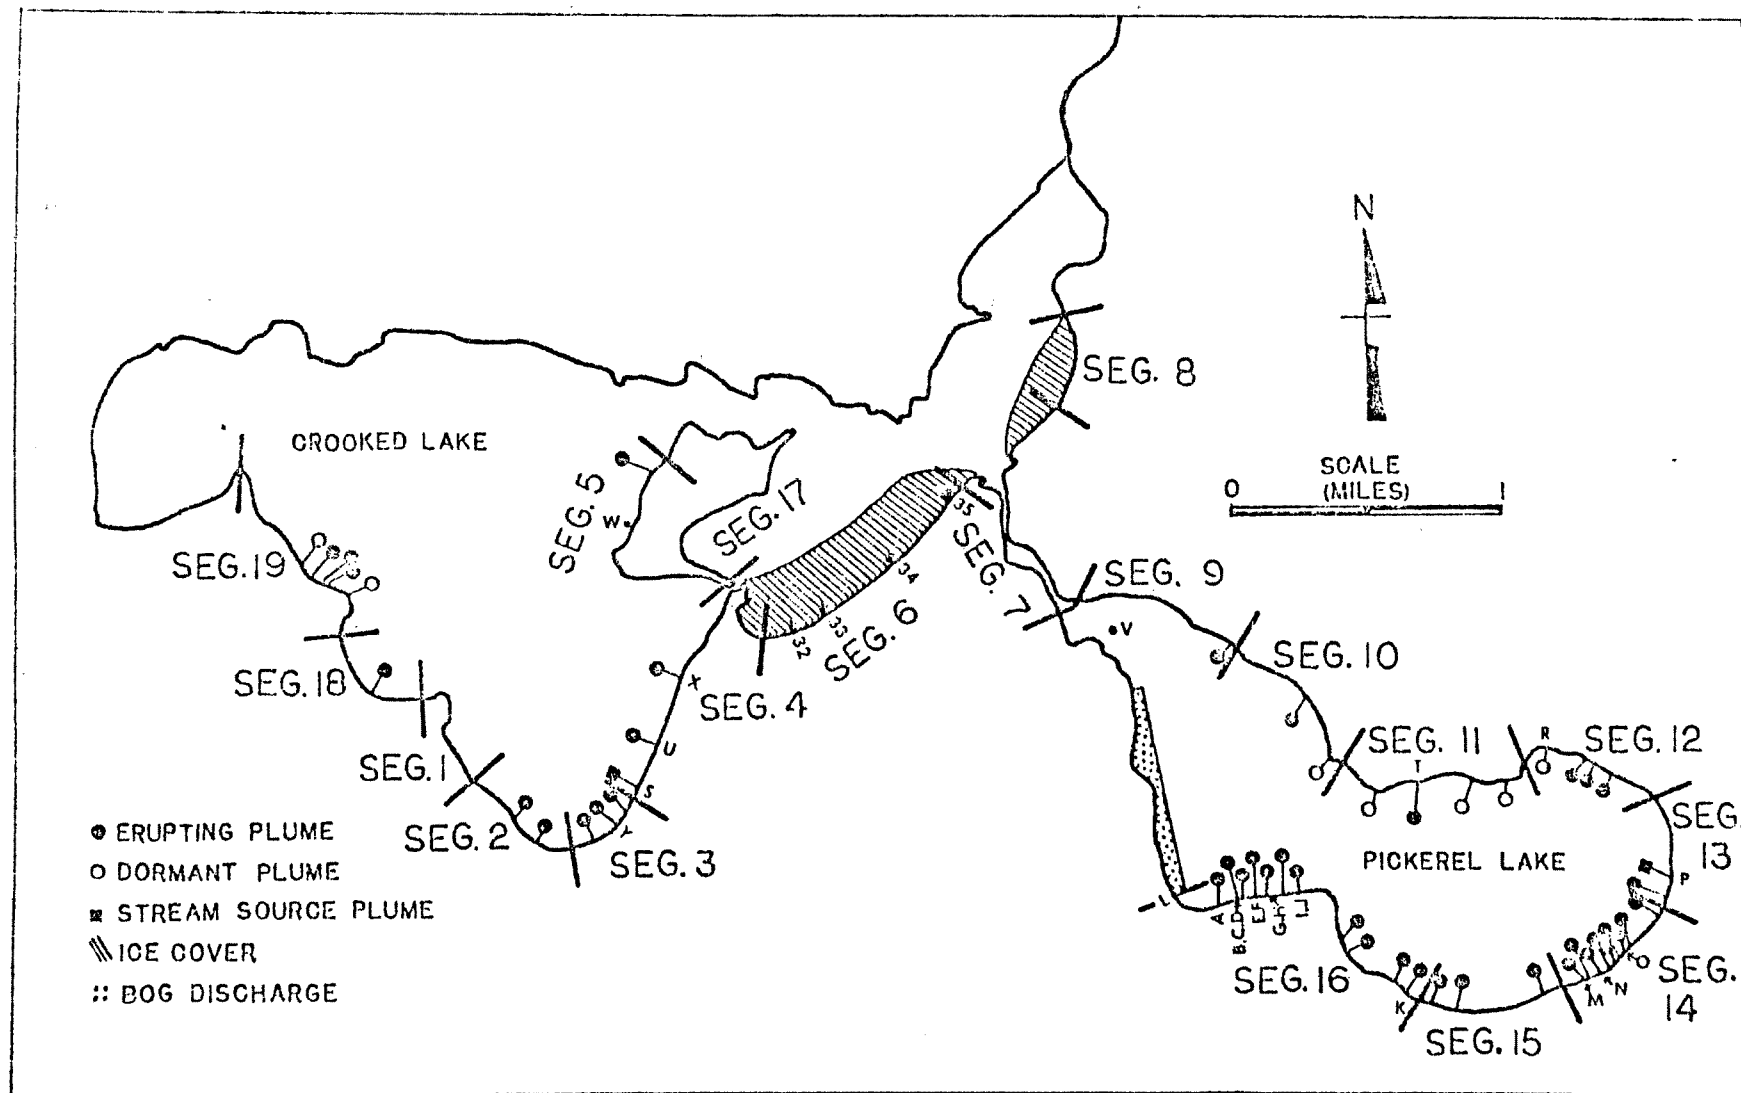 N
SEG. 8
CROOKED LAKE
SCALE
(MILES)
0 1
SEG. 5
W
SEG. 17
35
SEG. 7
34
33
32
SEG. 6
SEG. 9
V
SEG. 19
SEG. 10
SEG. 18
X
SEG. 4
U
SEG. 11
T
R
SEG. 12
SEG. 1
S
Y
SEG. 2
SEG. 3
SEG.
13
PICKEREL LAKE
P
ERUPTING PLUME
DORMANT PLUME
STREAM SOURCE PLUME
ICE COVER
BOG DISCHARGE
L
A
B.C.D
E.F
G.H
I.J
SEG. 16
K
SEG. 15
M
N
O
SEG.
14